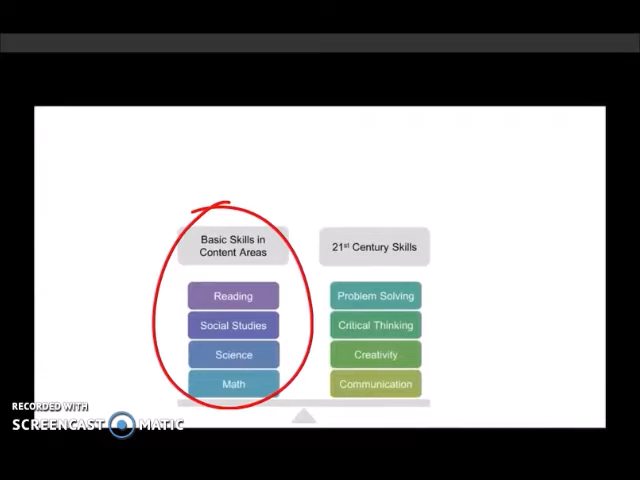 Basic Skills in
Content Areas
Reading
Social Studies
Science
Math
21st Century Skills
Problem Solving
Critical Thinking
Creativity
Communication
RECORDED WITH
SCREENCAST MATIC